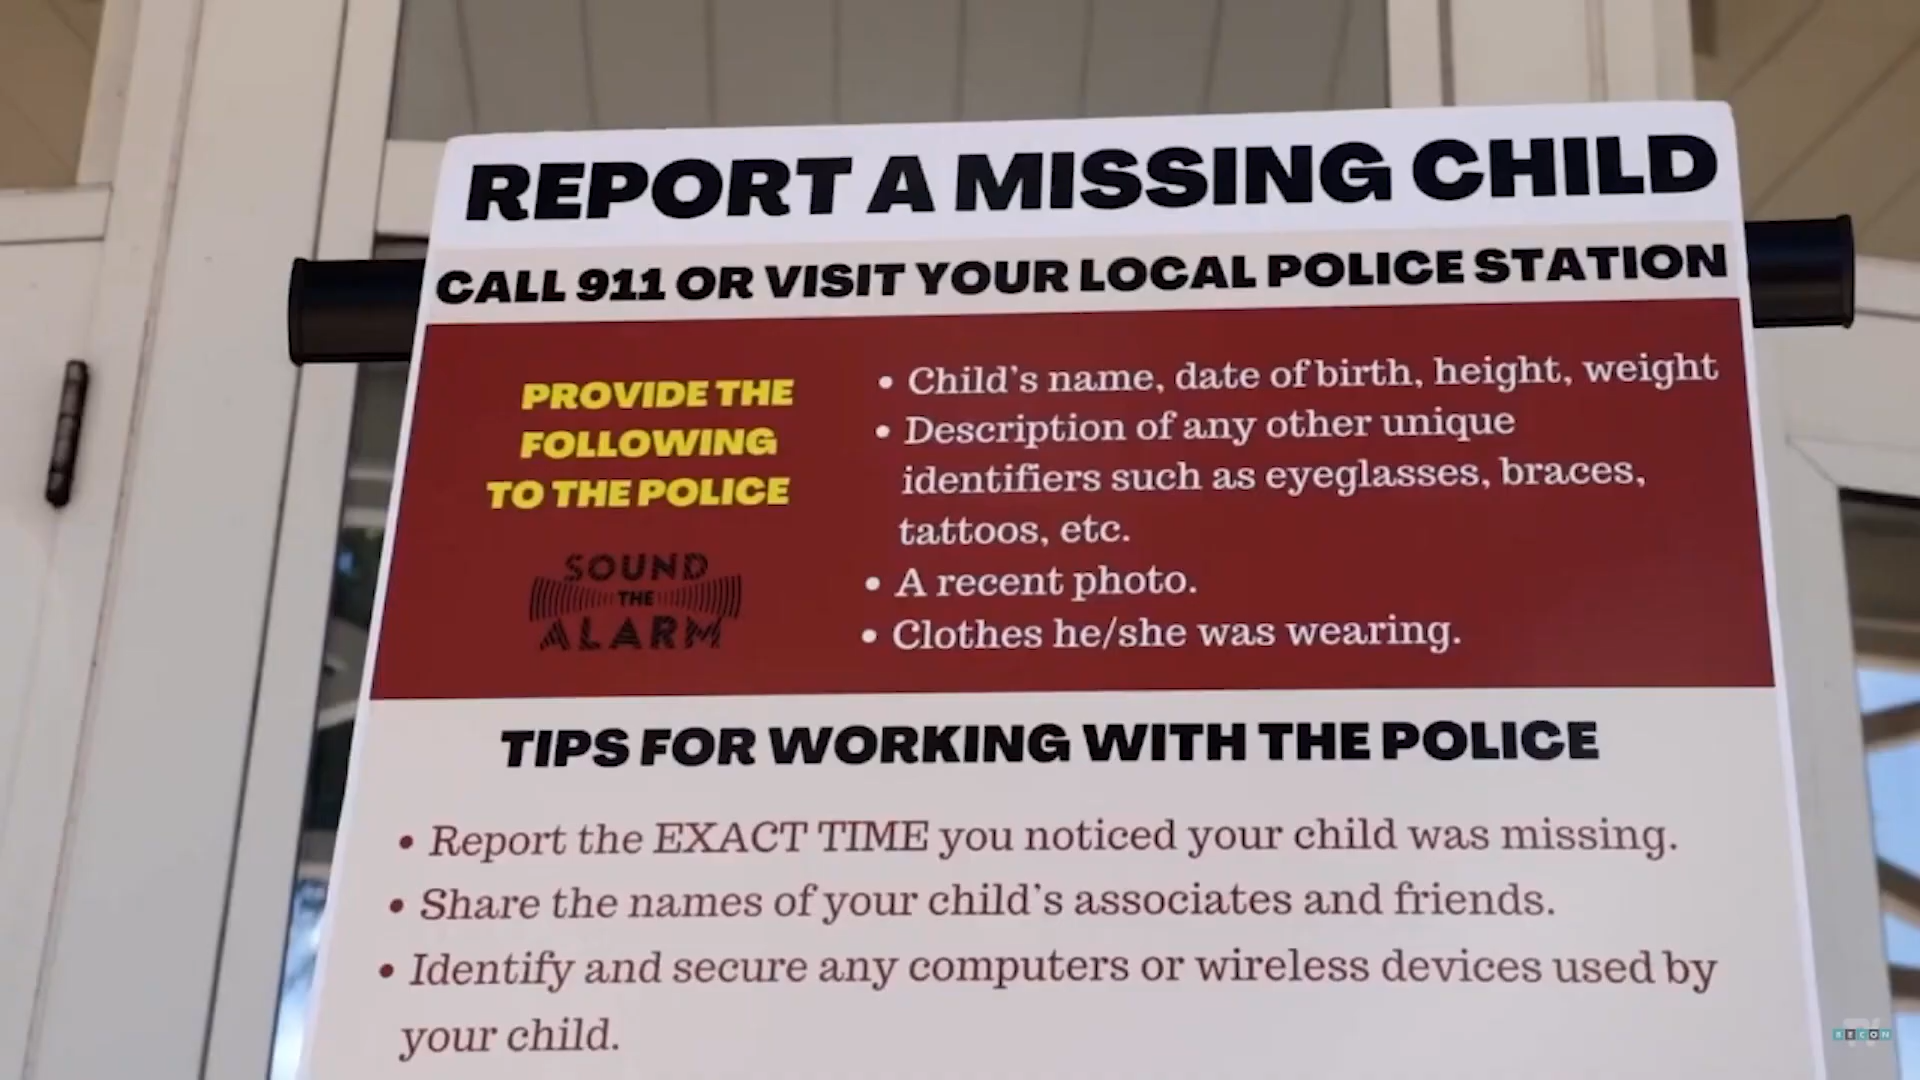 REPORT A MISSING CHILD
CALL 911 OR VISIT YOUR LOCAL POLICE STATION
PROVIDE THE
FOLLOWING
TO THE POLICE
SOUND
THE
ALARM
• Child's name, date of birth, height, weight
• Description of any other unique
identifiers such as eyeglasses, braces,
tattoos, etc.
• A recent photo.
• Clothes he/she was wearing.
TIPS FOR WORKING WITH THE POLICE
• Report the EXACT TIME you noticed your child was missing.
• Share the names of your child's associates and friends.
• Identify and secure any computers or wireless devices used by
your child.
BECON